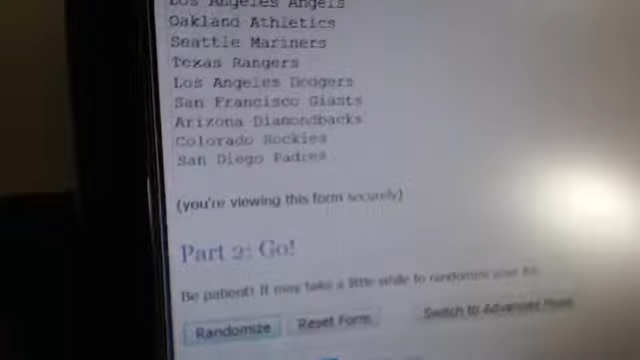 Los Angeles Angels
Oakland Athletics
Seattle Mariners
Texas Rangers
Los Angeles Dodgers
San Francisco Giants
Arizona Diamondbacks
Colorado Rockies
San Diego Padres
(you're viewing this form securely)
Part 2: Go!
Be patient! It may take a little while to randomize your
Randomize
Reset Form
Switch to Advanced Mode